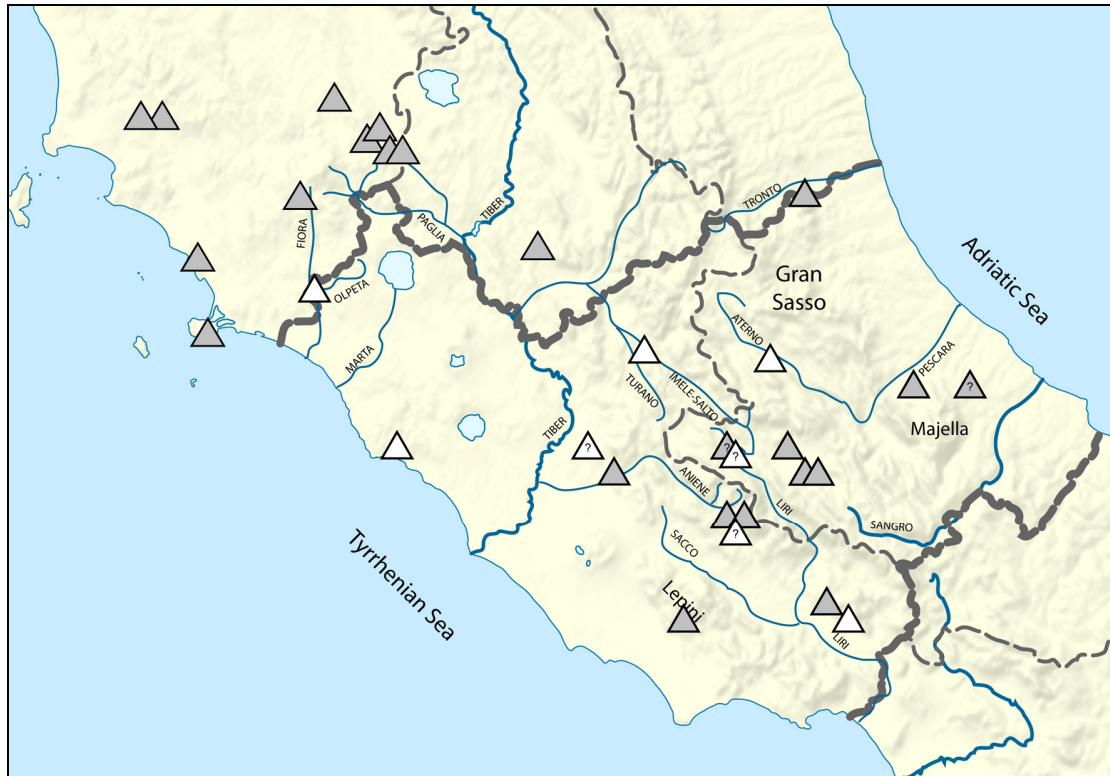 TIBER
TRONTO
PAGLIA
FIORA
Adriatic Sea
Gran
Sasso
OLPETA
ATERNO
MARTA
PESCARA
IMELE-SALTO
TURANO
?
Majella
TIBER
?
?
?
ANIENE
LIRI
SANGRO
?
SACCO
Tyrrhenian Sea
Lepini
LIRI